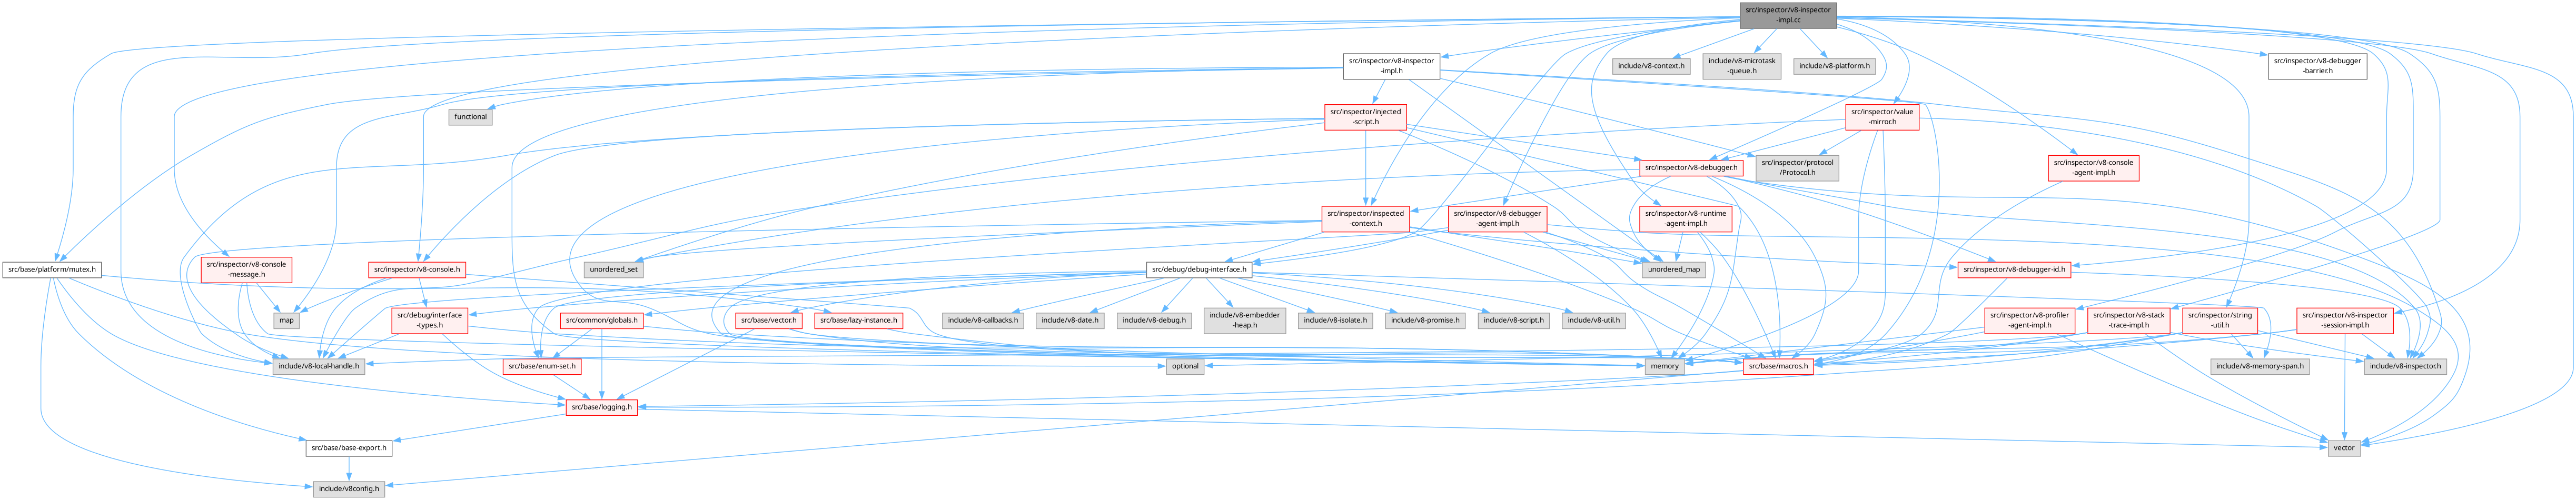 src/inspector/v8-inspector
-impl.cc
src/inspector/v8-inspector
-impl.h
include/v8-context.h
include/v8-microtask
-queue.h
include/v8-platform.h
src/inspector/v8-debugger
-barrier.h
functional
src/inspector/injected
-script.h
src/inspector/value
-mirror.h
src/inspector/v8-debugger.h
src/inspector/protocol
/Protocol.h
src/inspector/v8-console
-agent-impl.h
src/inspector/inspected
-context.h
src/inspector/v8-debugger
-agent-impl.h
src/inspector/v8-runtime
-agent-impl.h
src/base/platform/mutex.h
src/inspector/v8-console
-message.h
src/inspector/v8-console.h
unordered_set
src/debug/debug-interface.h
unordered_map
src/inspector/v8-debugger-id.h
map
src/debug/interface
-types.h
src/common/globals.h
src/base/vector.h
src/base/lazy-instance.h
include/v8-callbacks.h
include/v8-date.h
include/v8-debug.h
include/v8-embedder
-heap.h
include/v8-isolate.h
include/v8-promise.h
include/v8-script.h
include/v8-util.h
src/inspector/v8-profiler
-agent-impl.h
src/inspector/v8-stack
-trace-impl.h
src/inspector/string
-util.h
src/inspector/v8-inspector
-session-impl.h
include/v8-local-handle.h
src/base/enum-set.h
optional
memory
src/base/macros.h
include/v8-memory-span.h
include/v8-inspector.h
src/base/logging.h
src/base/base-export.h
vector
include/v8config.h